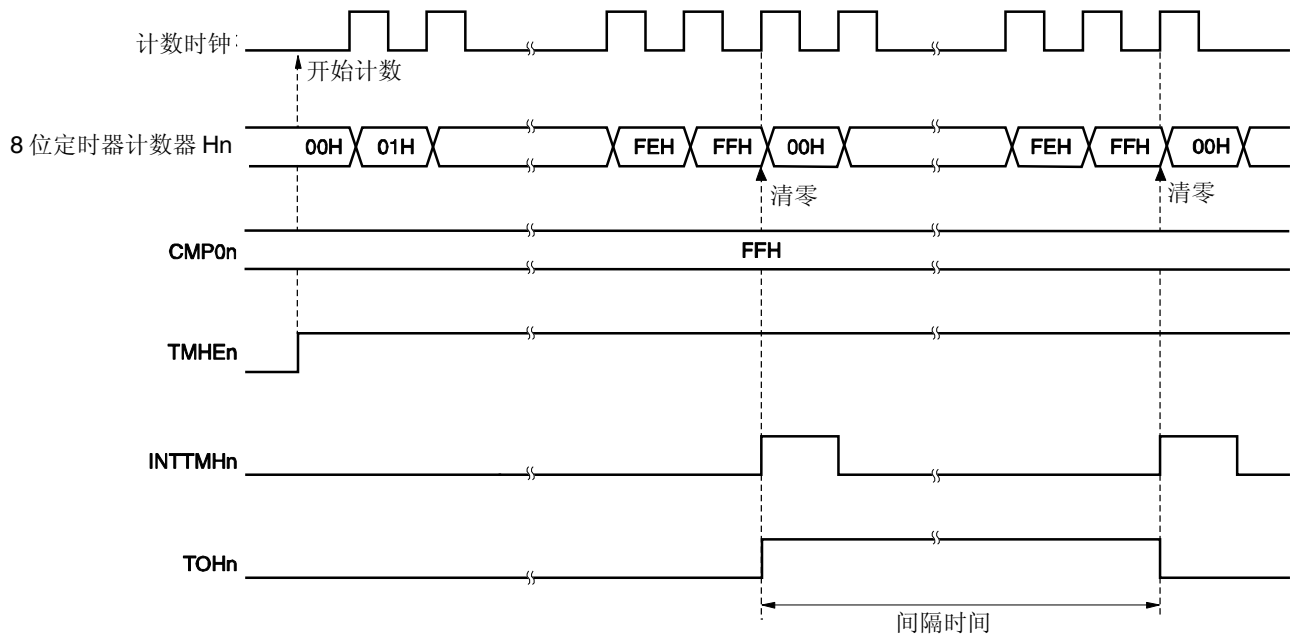 计数时钟:
开始计数
8 位定时器计数器 Hn
00H 01H FEH FFH 00H FEH FFH 00H
清零 清零
CMP0n
FFH
TMHEn
INTTMHn
TOHn
间隔时间